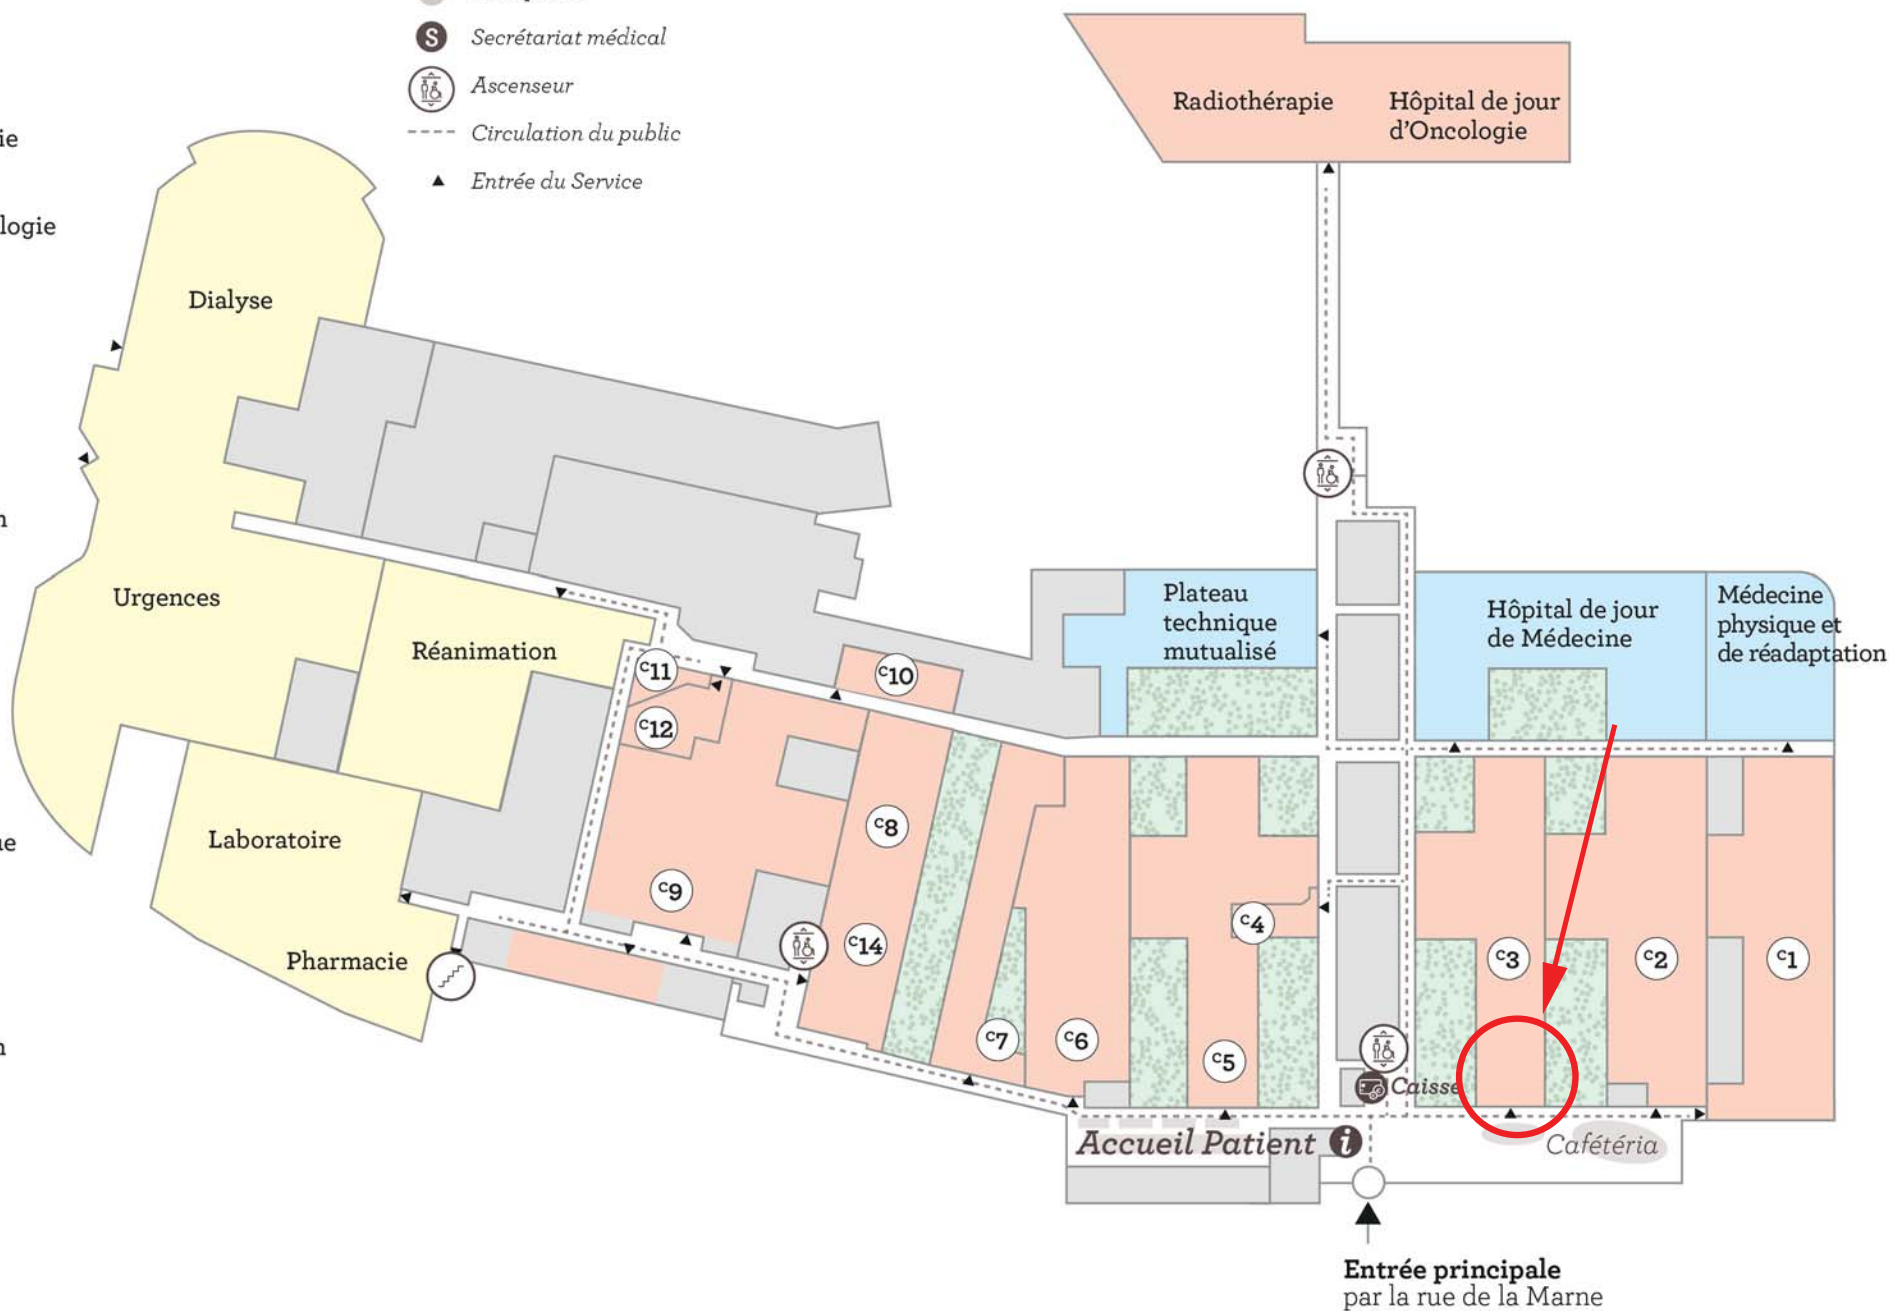 S Secrétariat médical
Ascenseur
Circulation du public
Entrée du Service
ie
logie
n
ue
n
Radiothérapie
Hôpital de jour
d'Oncologie
Dialyse
Urgences
Réanimation
Laboratoire
Pharmacie
Plateau
technique
mutualisé
Hôpital de jour
de Médecine
Médecine
physique et
de réadaptation
C11
C10
C12
C8
C9
C14
C7
C6
C5
C4
C3
C2
C1
Caisse
Accueil Patient i
Cafétéria
Entrée principale
par la rue de la Marne